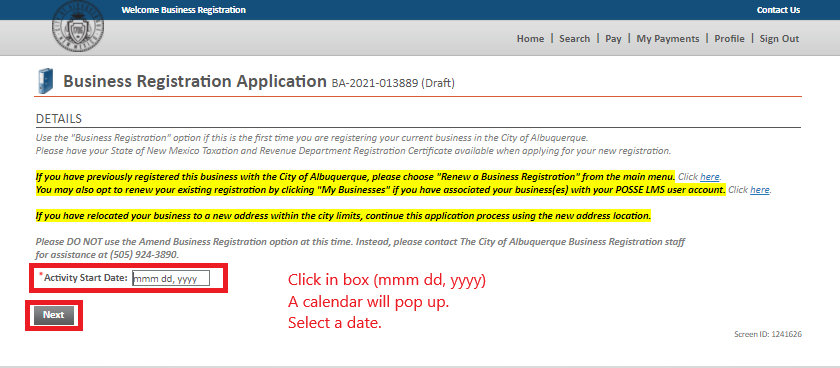 Welcome Business Registration
Contact Us
Home | Search | Pay | My Payments | Profile | Sign Out
Business Registration Application BA-2021-013889 (Draft)
DETAILS
Use the "Business Registration" option if this is the first time you are registering your current business in the City of Albuquerque.
Please have your State of New Mexico Taxation and Revenue Department Registration Certificate available when applying for your new registration.
If you have previously registered this business with the City of Albuquerque, please choose "Renew a Business Registration" from the main menu. Click here.
You may also opt to renew your existing registration by clicking "My Businesses" if you have associated your business(es) with your POSSE LMS user account. Click here.
If you have relocated your business to a new address within the city limits, continue this application process using the new address location.
Please DO NOT use the Amend Business Registration option at this time. Instead, please contact The City of Albuquerque Business Registration staff
for assistance at (505) 924-3890.
*Activity Start Date: mmm dd, yyyy
Click in box (mmm dd, yyyy)
A calendar will pop up.
Select a date.
Next
Screen ID: 1241626